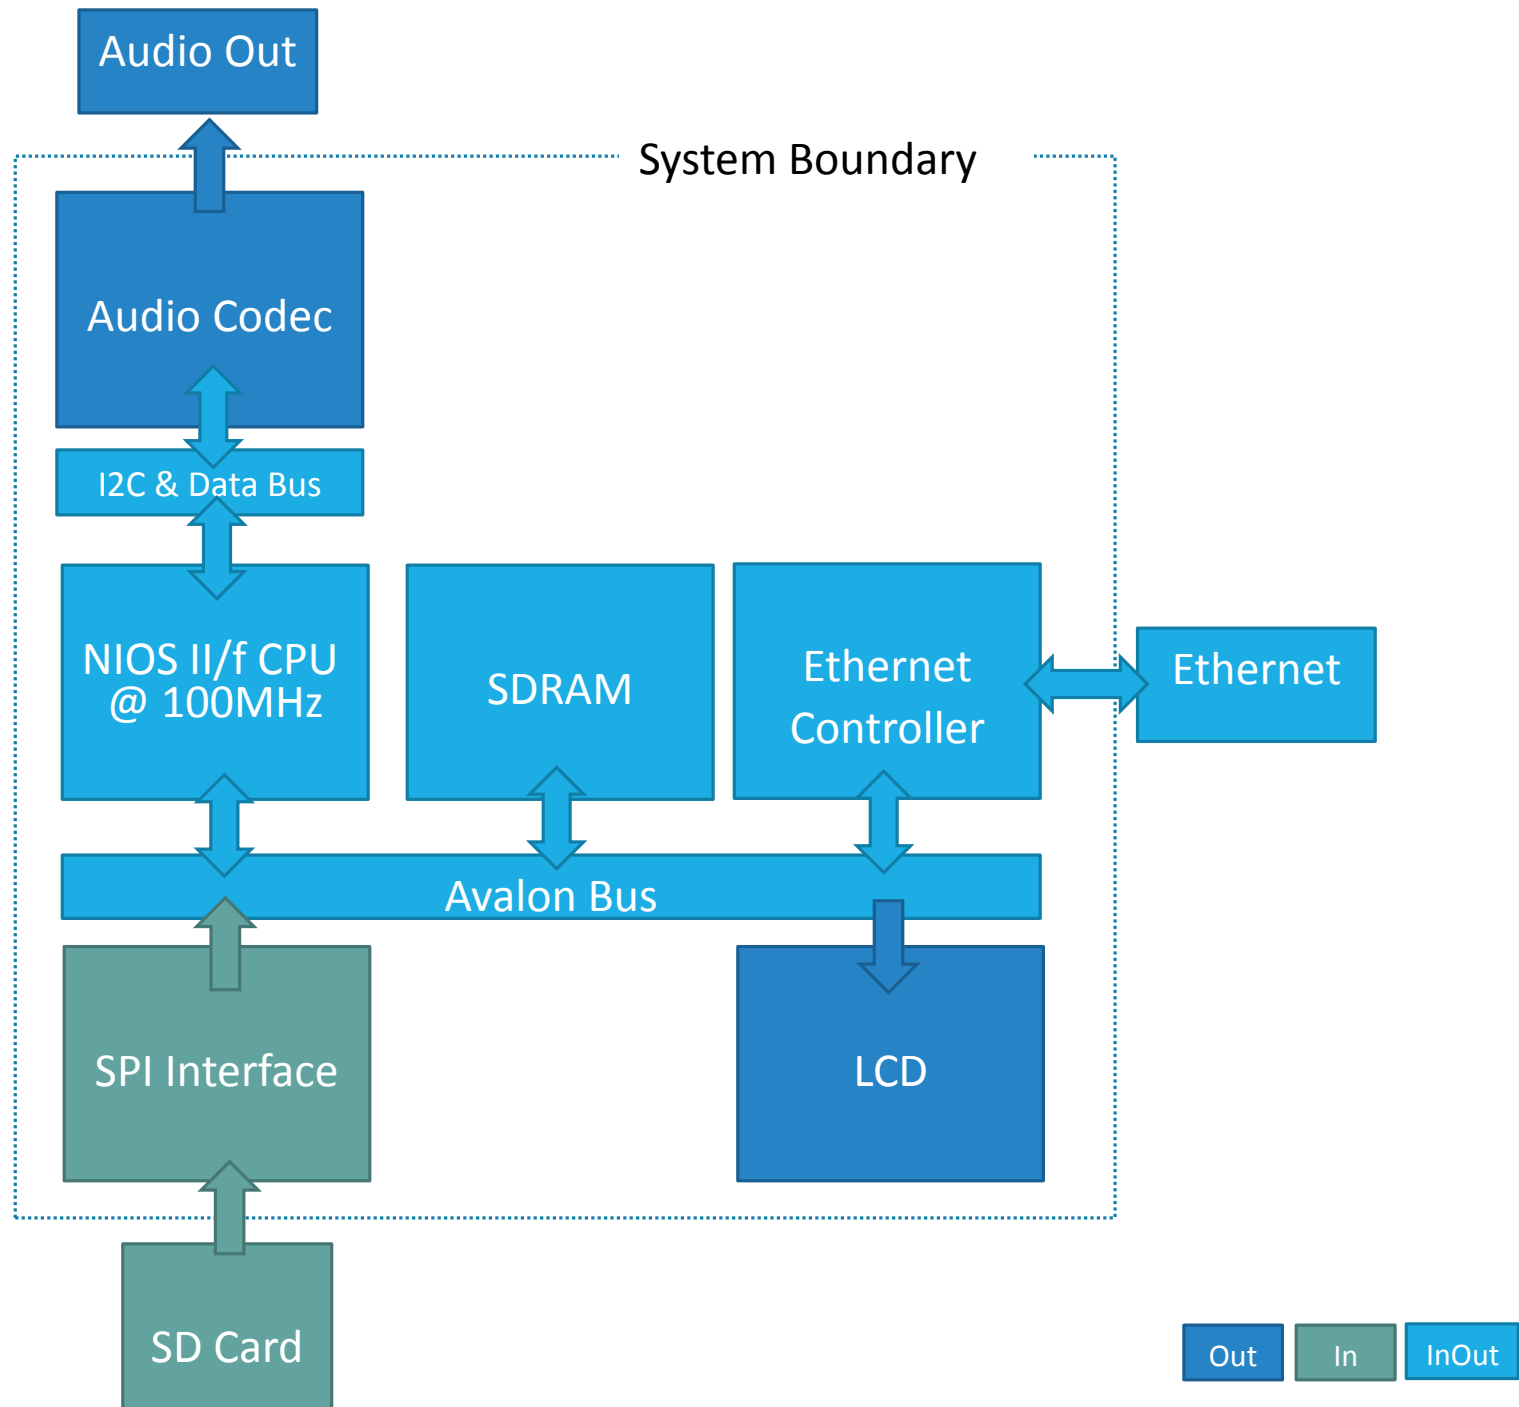 Audio Out
System Boundary
Audio Codec
I2C & Data Bus
NIOS II/f CPU
@ 100MHz
SDRAM
Ethernet
Controller
Ethernet
Avalon Bus
SPI Interface
LCD
SD Card
Out
In
InOut